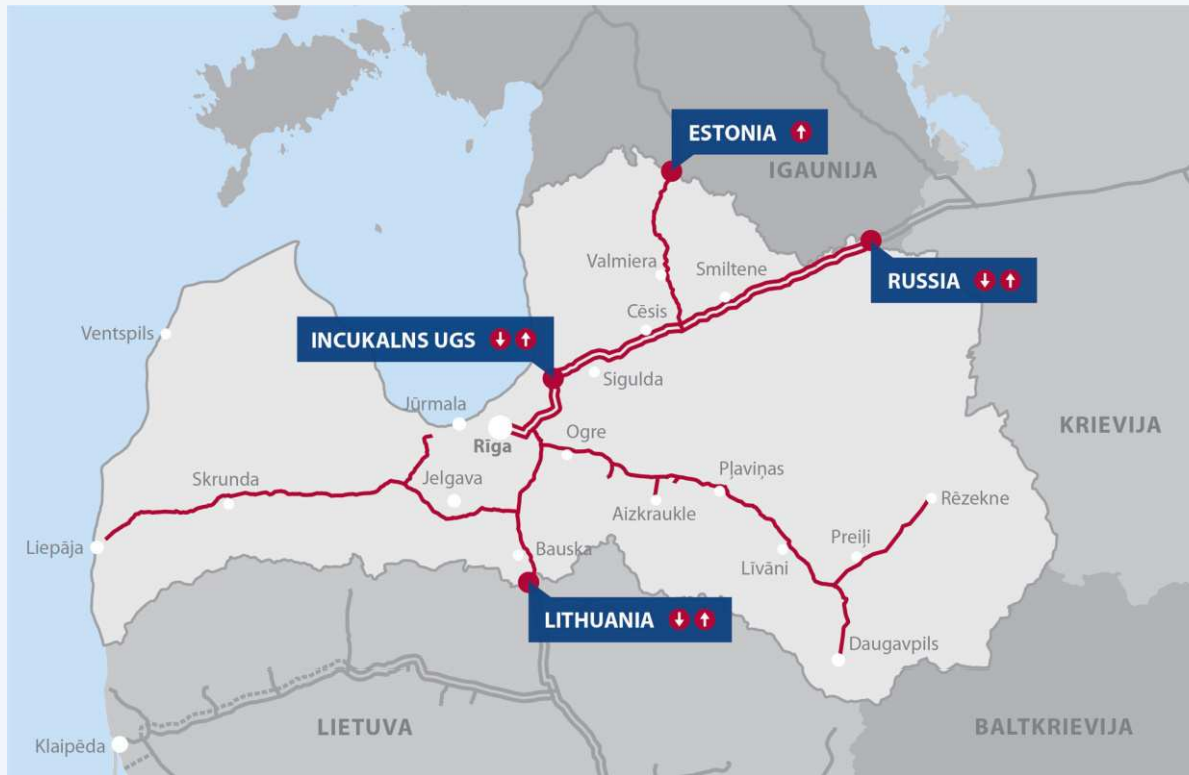 ESTONIA
IGAUNIJA
Valmiera
Smiltene
RUSSIA
Ventspils
INCUKALNS UGS
Cēsis
Sigulda
Jūrmala
Rīga
Ogre
KRIEVIJA
Skrunda
Jelgava
Pļaviņas
Aizkraukle
Rēzekne
Liepāja
Bauska
Līvāni
Preiļi
LITHUANIA
Daugavpils
LIETUVA
BALTKRIEVIJA
Klaipēda